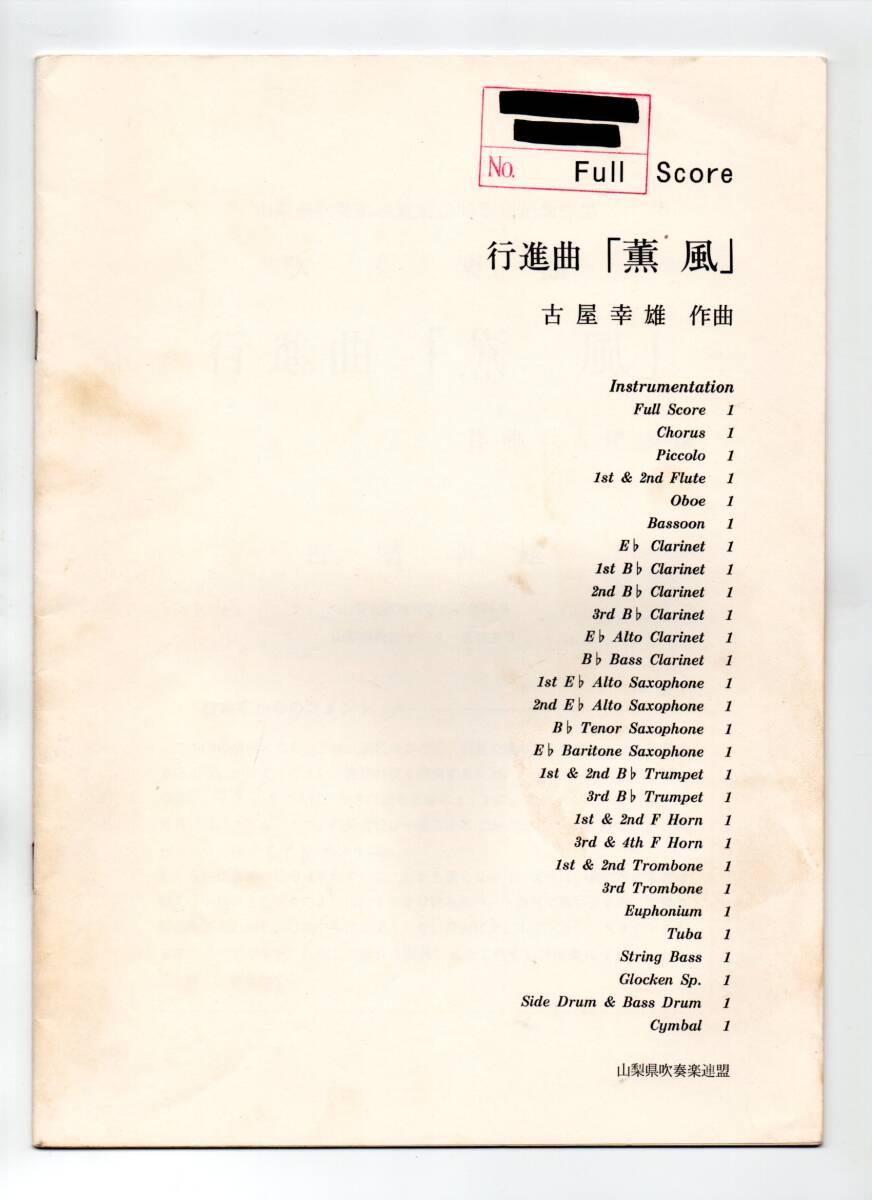 No. Full Score
行進曲「薫 風」
古屋幸雄 作曲
Instrumentation
Full Score 1
Chorus 1
Piccolo 1
1st & 2nd Flute 1
Oboe 1
Bassoon 1
E♭ Clarinet 1
1st B♭ Clarinet 1
2nd B♭ Clarinet 1
3rd B♭ Clarinet 1
E♭ Alto Clarinet 1
B♭ Bass Clarinet 1
1st E♭ Alto Saxophone 1
2nd E♭ Alto Saxophone 1
B♭ Tenor Saxophone 1
E♭ Baritone Saxophone 1
1st & 2nd B♭ Trumpet 1
3rd B♭ Trumpet 1
1st & 2nd F Horn 1
3rd & 4th F Horn 1
1st & 2nd Trombone 1
3rd Trombone 1
Euphonium 1
Tuba 1
String Bass 1
Glocken Sp. 1
Side Drum & Bass Drum 1
Cymbal 1
山梨県吹奏楽連盟